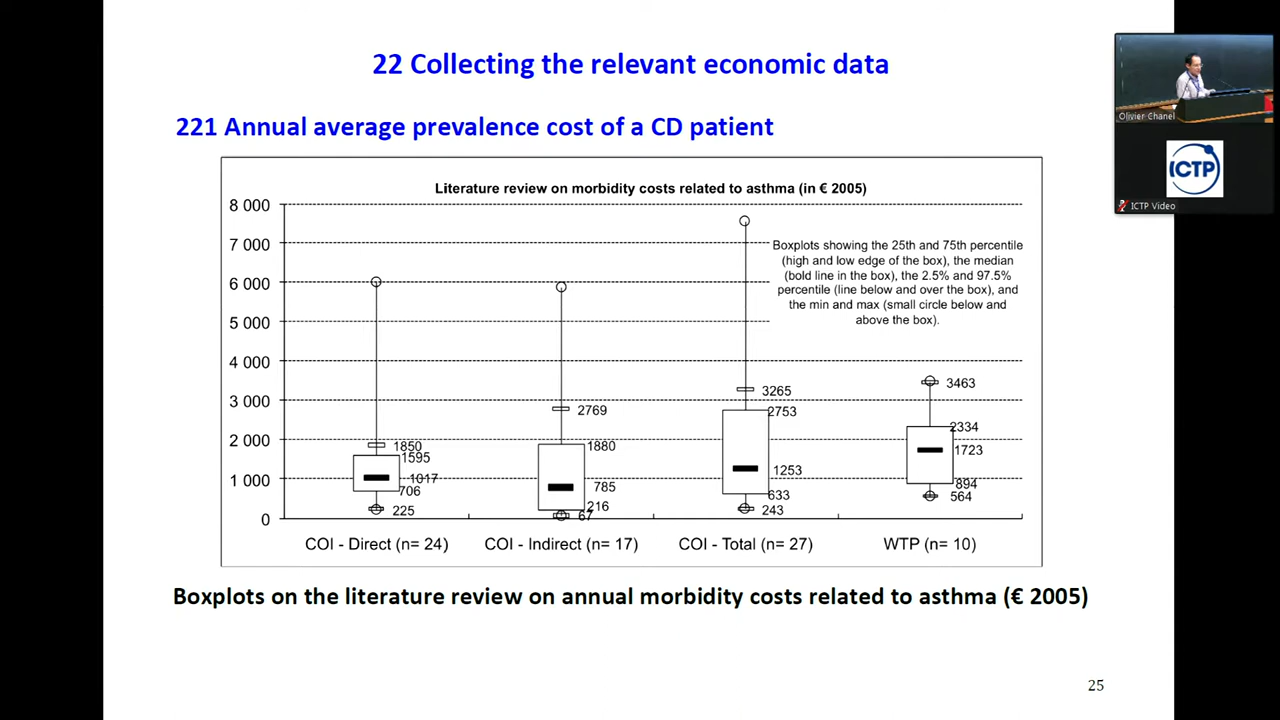 22 Collecting the relevant economic data
221 Annual average prevalence cost of a CD patient
Olivier Chanel
ICTP
ICTP Video
Literature review on morbidity costs related to asthma (in € 2005)
8 000
7 000
6 000
5 000
4 000
3 000
2 000
1 000
0
Boxplots showing the 25th and 75th percentile
(high and low edge of the box), the median
(bold line in the box), the 2.5% and 97.5%
percentile (line below and over the box), and
the min and max (small circle below and
above the box).
1850
1595
1017
706
225
2769
1880
785
216
67
3265
2753
1253
633
243
3463
2334
1723
894
564
COI - Direct (n= 24)
COI - Indirect (n= 17)
COI - Total (n= 27)
WTP (n= 10)
Boxplots on the literature review on annual morbidity costs related to asthma (€ 2005)
25